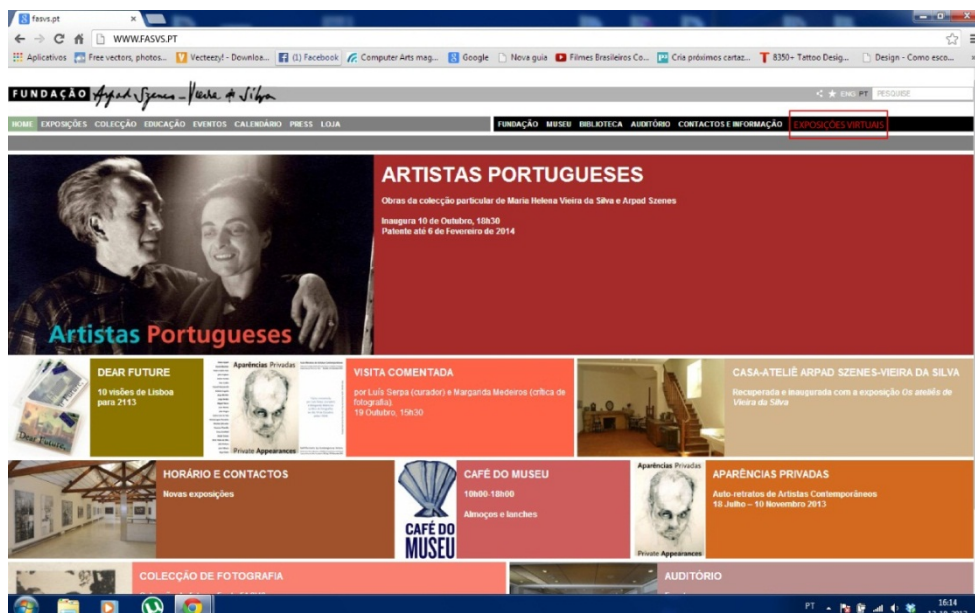 fasvs.pt
WWW.FASVS.PT
Aplicativos Free vectors, photos... Vecteezy! - Downloa... (1) Facebook Computer Arts mag... Google Nova guia Filmes Brasileiros Co... Cria próximos cartaz... 8350+ Tattoo Desig... Design - Como esco...
FUNDAÇÃO Arpad Szenes - Vieira da Silva
ENG PT PESQUISE
HOME EXPOSIÇÕES COLECÇÃO EDUCAÇÃO EVENTOS CALENDÁRIO PRESS LOJA
FUNDAÇÃO MUSEU BIBLIOTECA AUDITÓRIO CONTACTOS E INFORMAÇÃO EXPOSIÇÕES VIRTUAIS
Artistas Portugueses
ARTISTAS PORTUGUESES
Obras da colecção particular de Maria Helena Vieira da Silva e Arpad Szenes
Inaugura 10 de Outubro, 18h30
Patente até 6 de Fevereiro de 2014
Dear Future,
DEAR FUTURE
10 visões de Lisboa
para 2113
Aparências Privadas
Private Appearances
VISITA COMENTADA
por Luís Serpa (curador) e Margarida Medeiros (crítica de
fotografia)
19 Outubro, 15h30
CASA-ATELIÊ ARPAD SZENES-VIEIRA DA SILVA
Recuperada e inaugurada com a exposição Os ateliês de
Vieira da Silva
HORÁRIO E CONTACTOS
Novas exposições
CAFÉ DO
MUSEU
CAFÉ DO MUSEU
10h00-18h00
Almoços e lanches
Aparências Privadas
Private Appearances
APARÊNCIAS PRIVADAS
Auto-retratos de Artistas Contemporâneos
18 Julho – 10 Novembro 2013
COLECÇÃO DE FOTOGRAFIA
AUDITÓRIO
PT
16:14